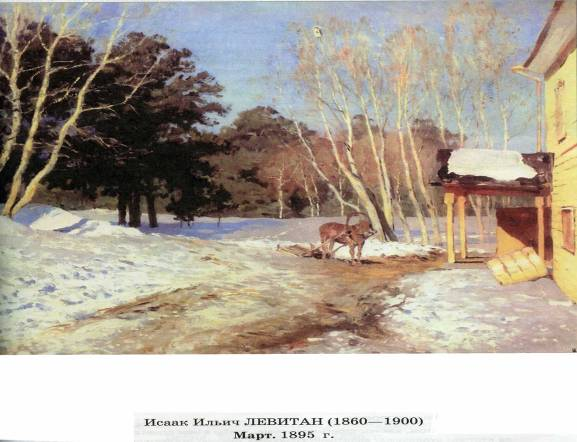 Исаак Ильич ЛЕВИТАН (1860—1900)
Март. 1895 г.